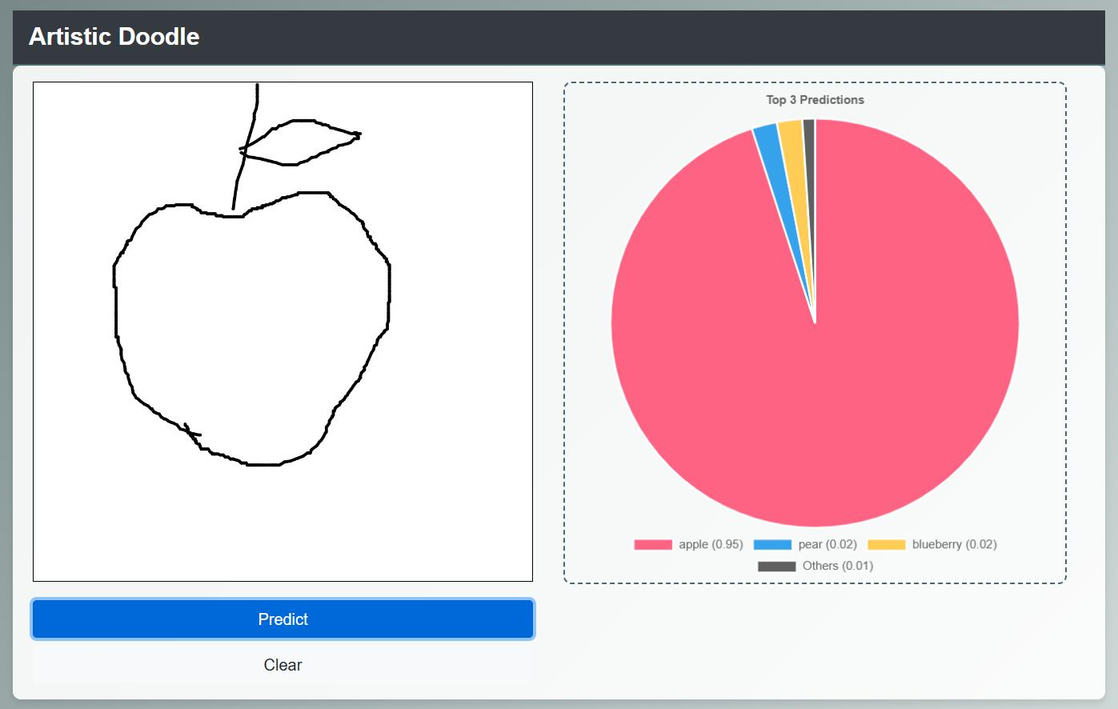 Artistic Doodle
Top 3 Predictions
apple (0.95) pear (0.02) blueberry (0.02)
Others (0.01)
Predict
Clear